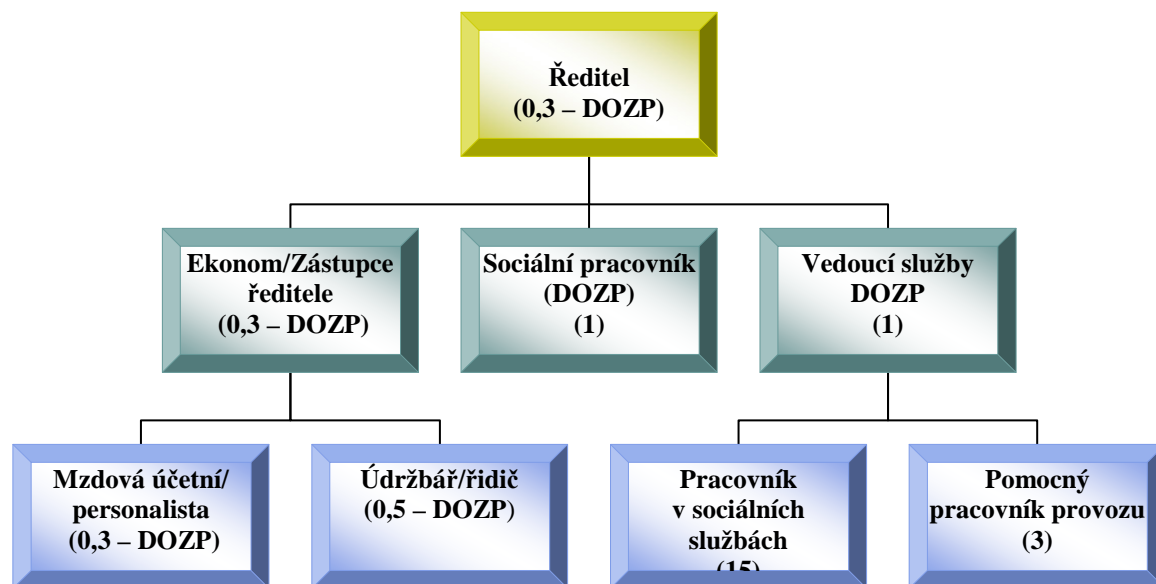 Ředitel
(0,3 – DOZP)
Ekonom/Zástupce
ředitele
(0,3 – DOZP)
Sociální pracovník
(DOZP)
(1)
Vedoucí služby
DOZP
(1)
Mzdová účetní/
personalista
(0,3 – DOZP)
Údržbář/řidič
(0,5 – DOZP)
Pracovník
v sociálních
službách
(15)
Pomocný
pracovník provozu
(3)